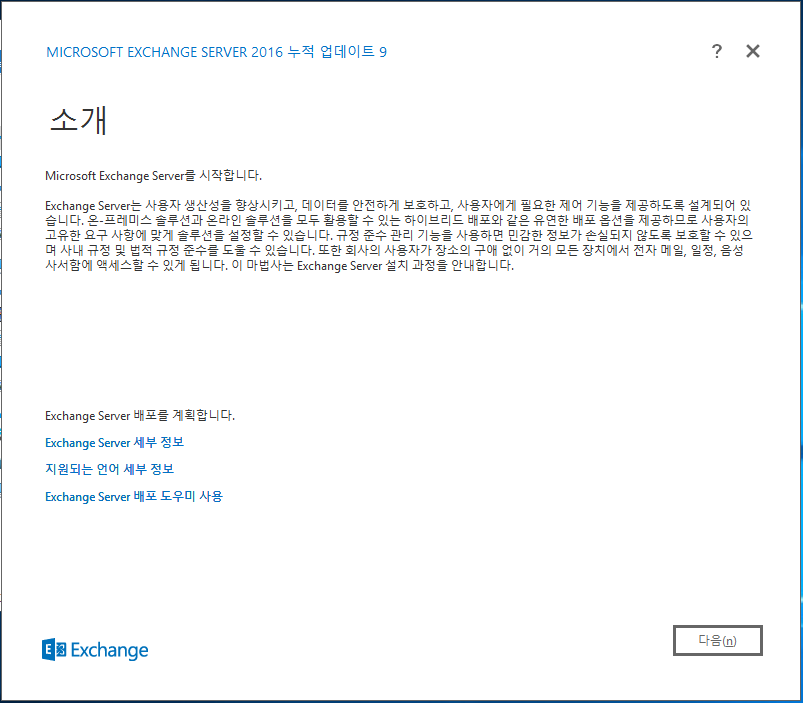 MICROSOFT EXCHANGE SERVER 2016 누적 업데이트 9
? ✕
소개
Microsoft Exchange Server를 시작합니다.
Exchange Server는 사용자 생산성을 향상시키고, 데이터를 안전하게 보호하고, 사용자에게 필요한 제어 기능을 제공하도록 설계되어 있
습니다. 온-프레미스 솔루션과 온라인 솔루션을 모두 활용할 수 있는 하이브리드 배포와 같은 유연한 배포 옵션을 제공하므로 사용자의
고유한 요구 사항에 맞게 솔루션을 설정할 수 있습니다. 규정 준수 관리 기능을 사용하면 민감한 정보가 손실되지 않도록 보호할 수 있으
며 사내 규정 및 법적 규정 준수를 도울 수 있습니다. 또한 회사의 사용자가 장소의 구애 없이 거의 모든 장치에서 전자 메일, 일정, 음성
사서함에 액세스할 수 있게 됩니다. 이 마법사는 Exchange Server 설치 과정을 안내합니다.
Exchange Server 배포를 계획합니다.
Exchange Server 세부 정보
지원되는 언어 세부 정보
Exchange Server 배포 도우미 사용
Exchange
다음(n)